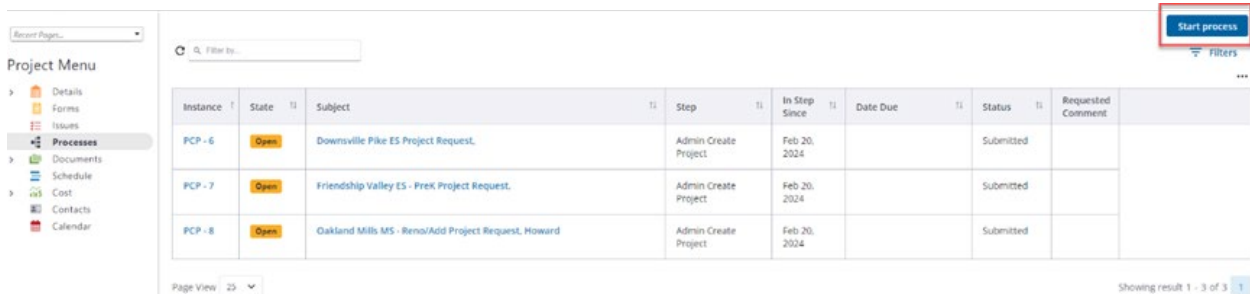 Recent Pages...
Start process
Filter by...
Filters
Project Menu
Details
Forms
Issues
Processes
Documents
Schedule
Cost
Contacts
Calendar
Instance State Subject Step In Step Since Date Due Status Requested Comment
PCP - 6 Open Downsville Pike ES Project Request, Admin Create Project Feb 20, 2024 Submitted
PCP - 7 Open Friendship Valley ES - PreK Project Request, Admin Create Project Feb 20, 2024 Submitted
PCP - 8 Open Oakland Mills MS - Reno/Add Project Request, Howard Admin Create Project Feb 20, 2024 Submitted
Page View 25
Showing result 1 - 3 of 3 1